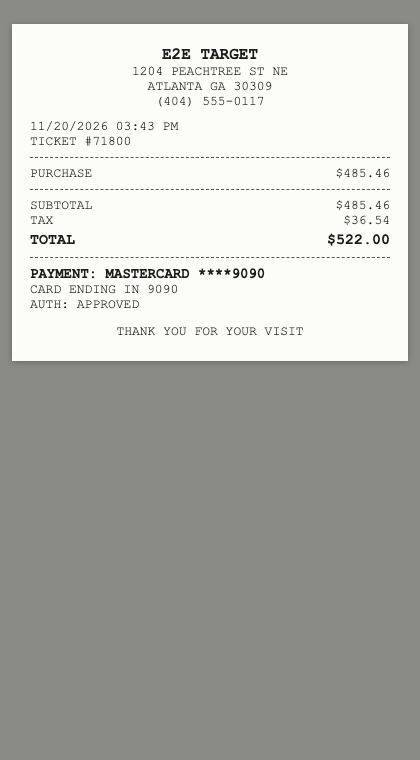 E2E TARGET
1204 PEACHTREE ST NE
ATLANTA GA 30309
(404) 555-0117
11/20/2026 03:43 PM
TICKET #71800
PURCHASE $485.46
SUBTOTAL $485.46
TAX $36.54
TOTAL $522.00
PAYMENT: MASTERCARD ****9090
CARD ENDING IN 9090
AUTH: APPROVED
THANK YOU FOR YOUR VISIT